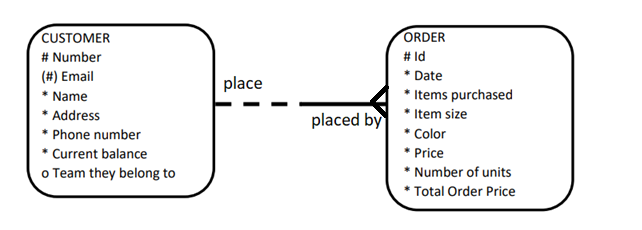 CUSTOMER
# Number
(#) Email
* Name
* Address
* Phone number
* Current balance
o Team they belong to
place
placed by
ORDER
# Id
* Date
* Items purchased
* Item size
* Color
* Price
* Number of units
* Total Order Price